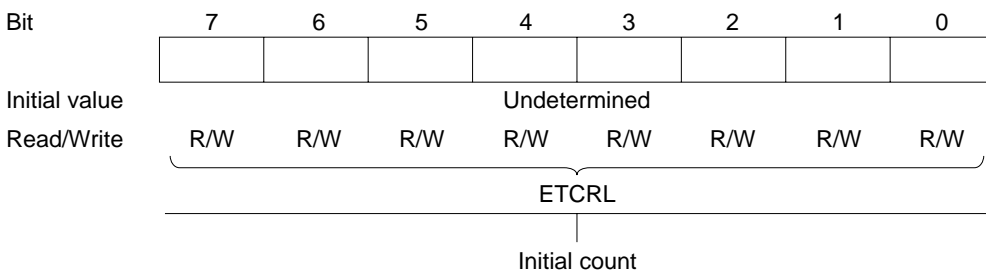 Bit 7 6 5 4 3 2 1 0
Initial value Undetermined
Read/Write R/W R/W R/W R/W R/W R/W R/W R/W
ETCRL
Initial count